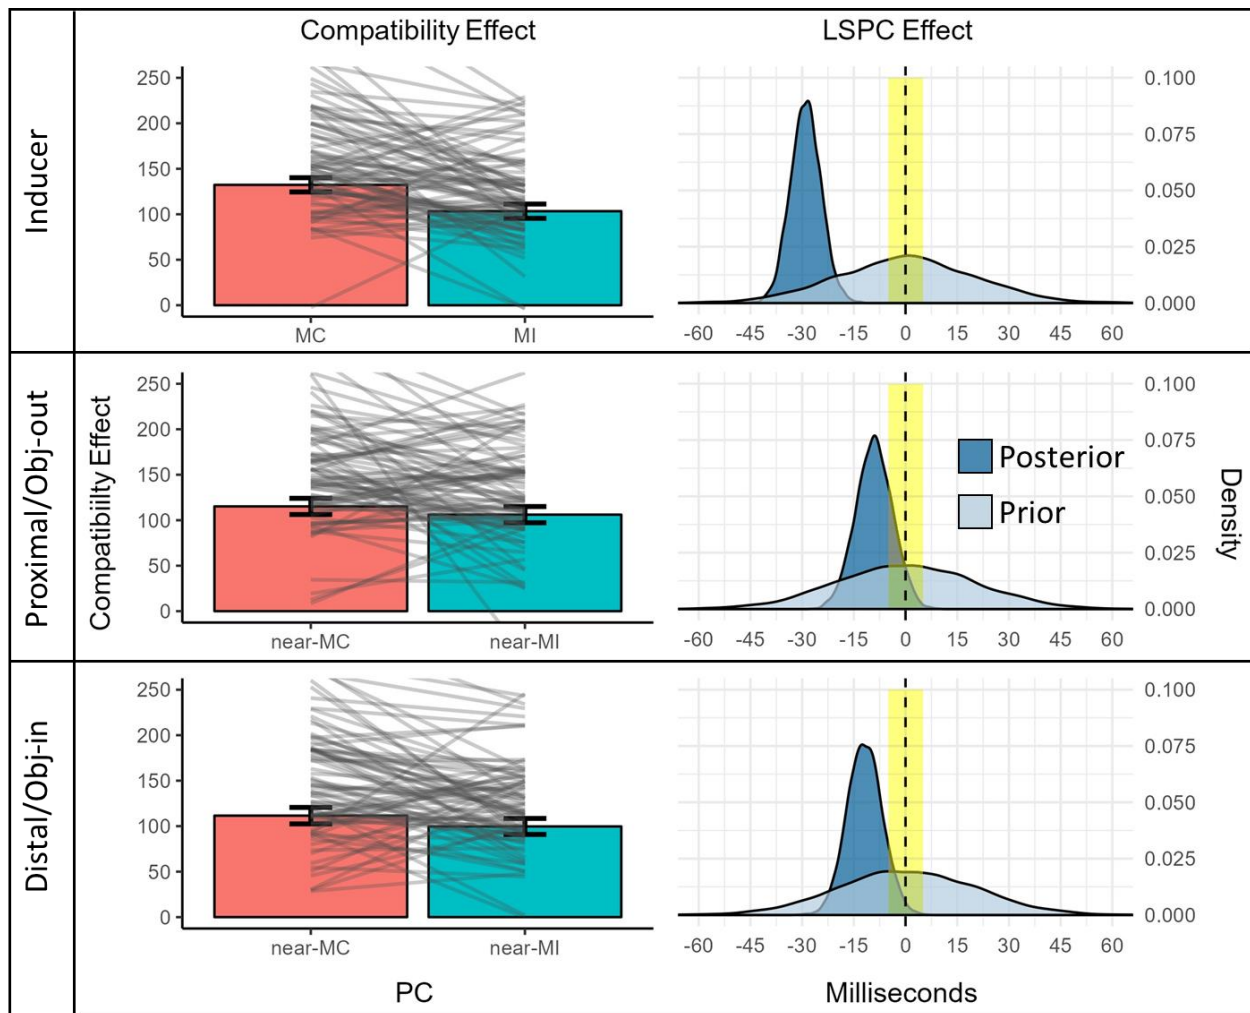 Compatibility Effect
LSPC Effect
Inducer
250
200
150
100
50
0
MC
MI
0.100
0.075
0.050
0.025
0.000
-60 -45 -30 -15 0 15 30 45 60
Proximal/Obj-out
Compatibiilty Effect
250
200
150
100
50
0
near-MC
near-MI
Posterior
Prior
0.100
0.075
0.050
0.025
0.000
Density
-60 -45 -30 -15 0 15 30 45 60
Distal/Obj-in
250
200
150
100
50
0
near-MC
near-MI
0.100
0.075
0.050
0.025
0.000
-60 -45 -30 -15 0 15 30 45 60
PC
Milliseconds